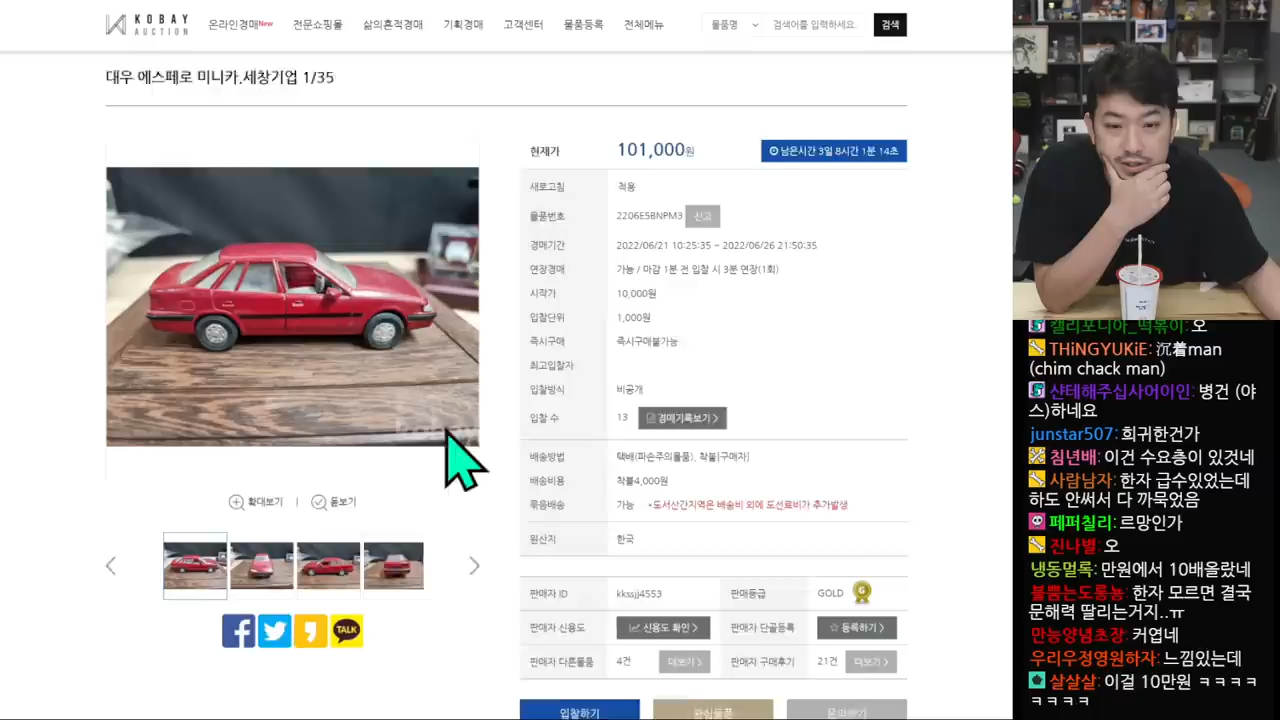 KOBAY
AUCTION
온라인경매New
전문쇼핑몰
삶의흔적경매
기획경매
고객센터
물품등록
전체메뉴
물품명
검색어를 입력하세요.
검색
대우 에스페로 미니카.세창기업 1/35
현재가
101,000원
남은시간 3일 8시간 1분 14초
새로고침
적용
물품번호
2206E5BNPM3
신고
경매기간
2022/06/21 10:25:35 ~ 2022/06/26 21:50:35
연장경매
가능 / 마감 1분 전 입찰 시 3분 연장(1회)
시작가
10,000원
입찰단위
1,000원
즉시구매
즉시구매불가능
최고입찰자
입찰방식
비공개
입찰 수
13
경매기록보기 >
배송방법
택배(파손주의물품), 착불[구매자]
배송비용
착불4,000원
묶음배송
가능
*도서산간지역은 배송비 외에 도선료비가 추가발생
원산지
한국
확대보기
돋보기
TALK
판매자 ID
kkssjj4553
판매등급
GOLD
G
판매자 신용도
신용도 확인 >
판매자 단골등록
☆ 등록하기 >
판매자 다른물품
4건
더보기 >
판매자 구매후기
21건
더보기 >
입찰하기
관심물품
문의하기
캘리포니아_떡볶이: 오
THiNGYUKiE: 沉着man
(chim chack man)
샨테해주십사어이인: 병건 (야
스)하네요
junstar507: 희귀한건가
침년배: 이건 수요층이 있것네
사람남자: 한자 급수있었는데
하도 안써서 다 까묵었음
페퍼칠리: 르망인가
진나별: 오
냉동멀록: 만원에서 10배올랐네
불뿜는도롱뇽: 한자 모르면 결국
문해력 딸리는거지..ㅠ
만능양념초장: 커엽네
우리우정영원하자: 느낌있는데
살살살: 이걸 10만원 ㅋㅋㅋㅋ
ㅋㅋㅋㅋ